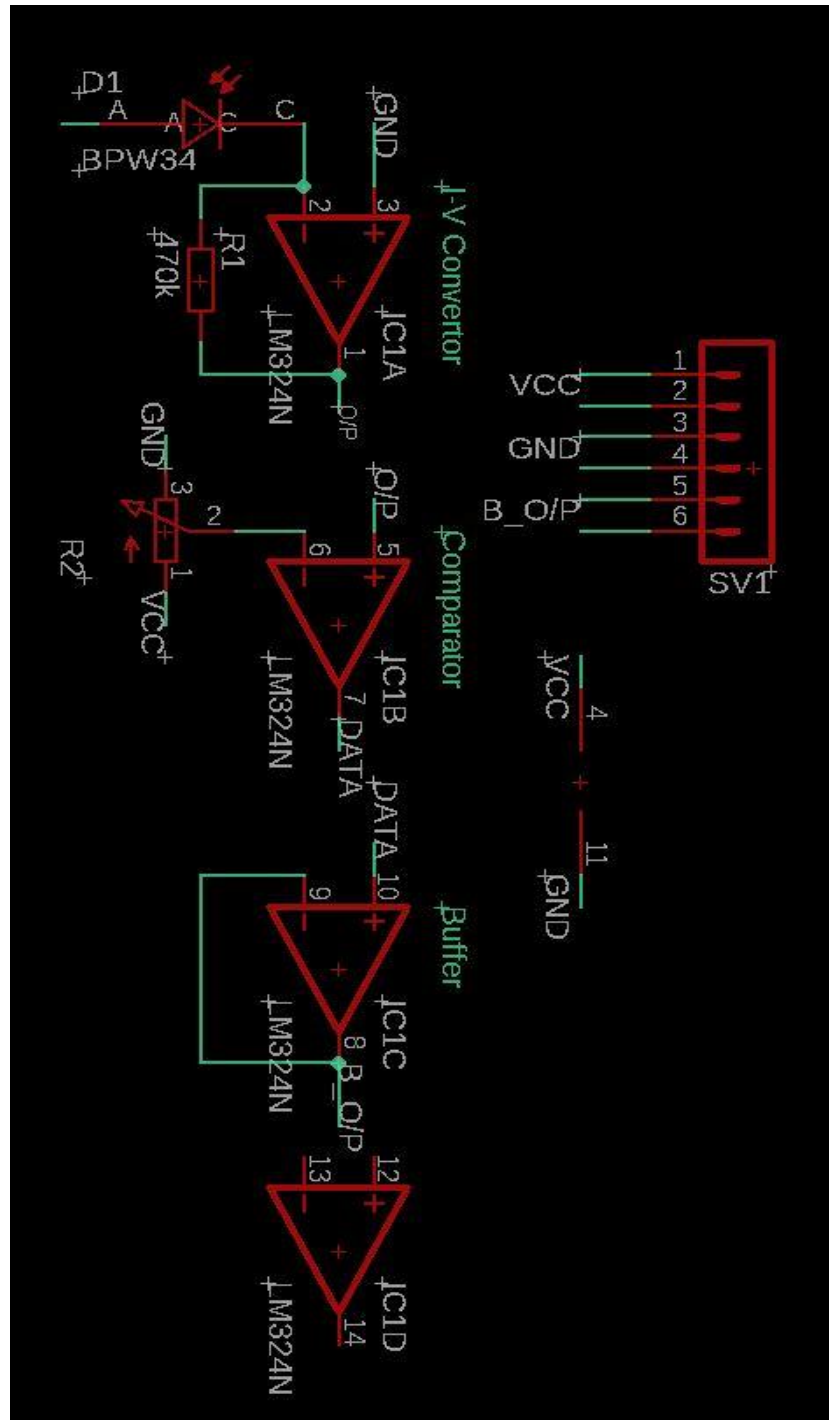 D1
A
A
C
C
BPW34
GND
2
3
I-V Convertor
R1
470k
LM324N
IC1A
1
O/P
VCC
1
2
GND
3
4
B_O/P
5
6
SV1
GND
3
2
R2
1
VCC
O/P
6
5
Comparator
LM324N
IC1B
7
DATA
VCC
4
11
GND
DATA
9
10
Buffer
LM324N
IC1C
8
B_O/P
13
12
LM324N
IC1D
14